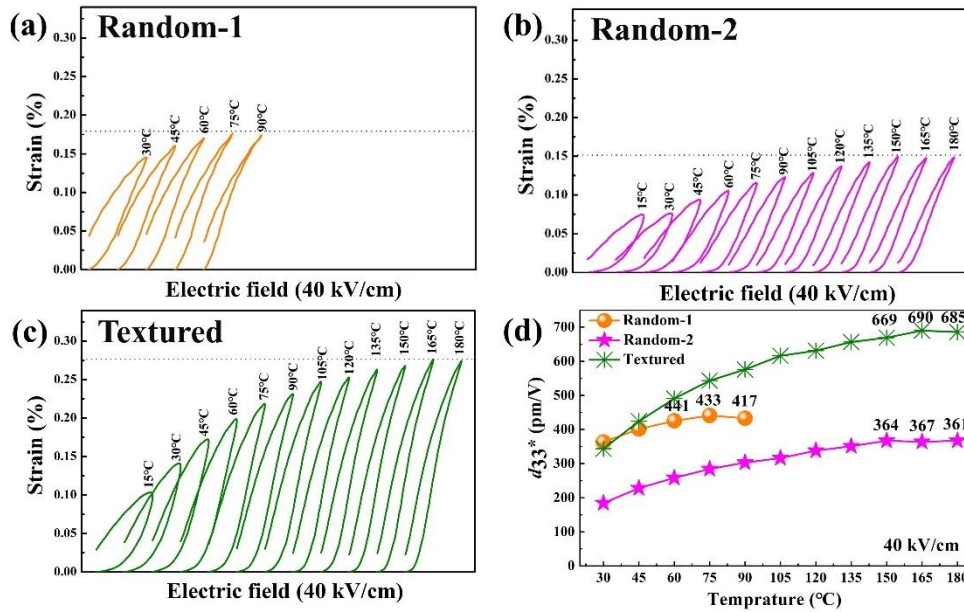 (a) Random-1
0.30
0.25
0.20
0.15
0.10
0.05
0.00
Strain (%)
30°C
45°C
60°C
75°C
90°C
Electric field (40 kV/cm)
(b) Random-2
0.30
0.25
0.20
0.15
0.10
0.05
0.00
Strain (%)
15°C
30°C
45°C
60°C
75°C
90°C
105°C
120°C
135°C
150°C
165°C
180°C
Electric field (40 kV/cm)
(c) Textured
0.30
0.25
0.20
0.15
0.10
0.05
0.00
Strain (%)
15°C
30°C
45°C
60°C
75°C
90°C
105°C
120°C
135°C
150°C
165°C
180°C
Electric field (40 kV/cm)
(d)
Random-1
Random-2
Textured
700
600
500
400
300
200
100
0
d33* (pm/V)
669 690 685
441 433 417
364 367 361
40 kV/cm
30 45 60 75 90 105 120 135 150 165 180
Temprature (°C)